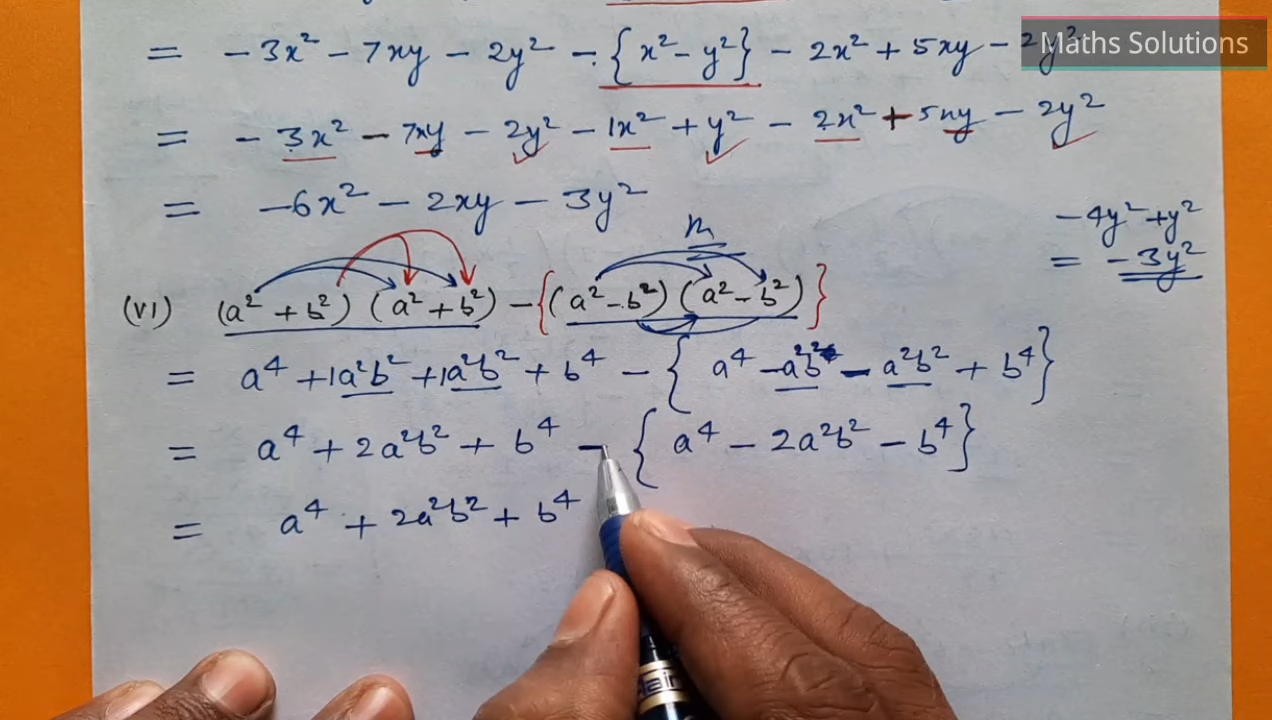 = - 3x² - 7xy - 2y² - {x² - y²} - 2x² + 5xy - 2y²
Maths Solutions
= - 3x² - 7xy - 2y² - 1x² + y² - 2x² + 5xy - 2y²
= -6x² - 2xy - 3y²
-4y² + y²
= -3y²
(VI) (a² + b²) (a² + b²) - {(a² - b²) (a² - b²)}
= a⁴ + 1a²b² + 1a²b² + b⁴ - { a⁴ - a²b² - a²b² + b⁴}
= a⁴ + 2a²b² + b⁴ - { a⁴ - 2a²b² - b⁴}
= a⁴ + 2a²b² + b⁴